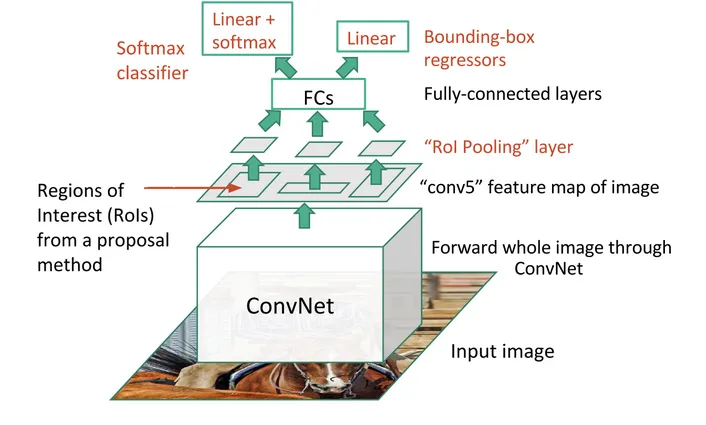 Linear +
softmax
Softmax
classifier
Linear
Bounding-box
regressors
FCs
Fully-connected layers
“RoI Pooling” layer
Regions of
Interest (RoIs)
from a proposal
method
“conv5” feature map of image
Forward whole image through
ConvNet
ConvNet
Input image